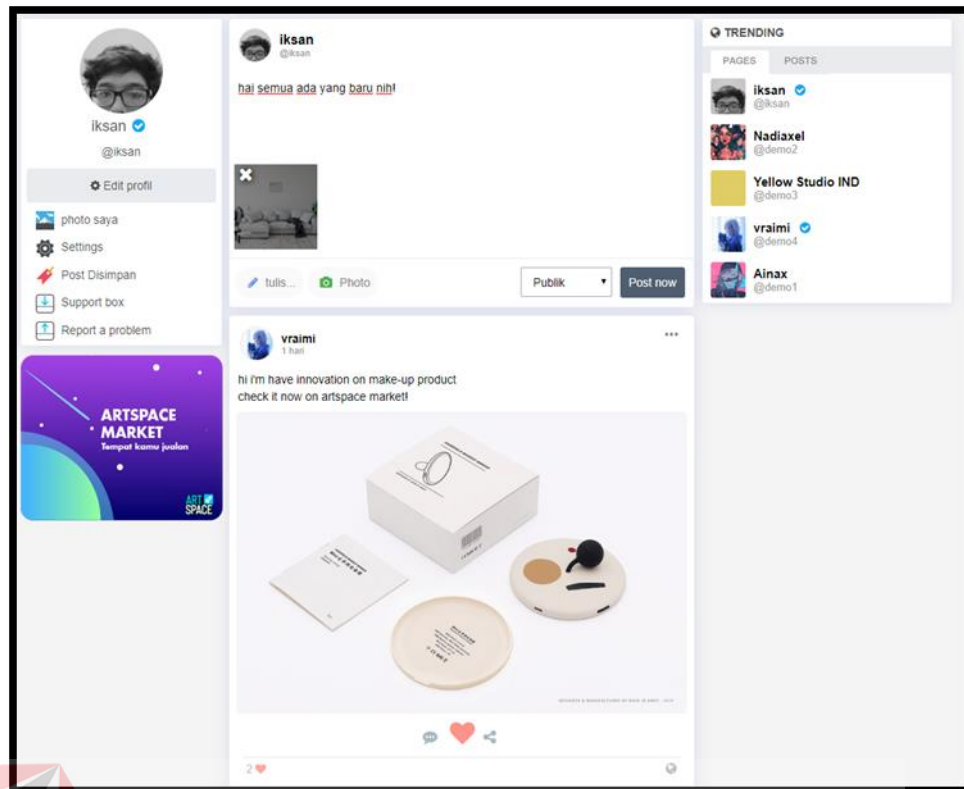 iksan
@iksan
Edit profil
photo saya
Settings
Post Disimpan
Support box
Report a problem
ARTSPACE
MARKET
Tempat kamu jualan
ART
SPACE
iksan
@iksan
hai semua ada yang baru nih!
tulis...
Photo
Publik
Post now
vraimi
1 hari
hi i'm have innovation on make-up product
check it now on artspace market!
2
TRENDING
PAGES
POSTS
iksan
@iksan
Nadiaxel
@demo2
Yellow Studio IND
@demo3
vraimi
@demo4
Ainax
@demo1